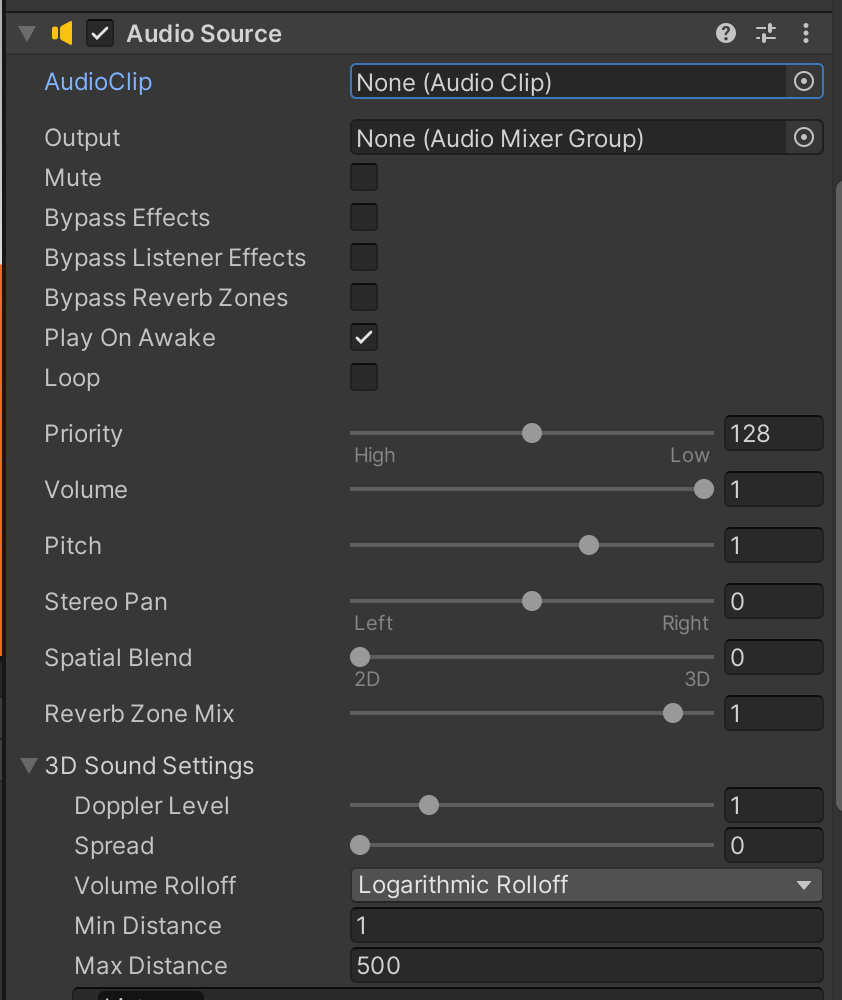 Audio Source
AudioClip None (Audio Clip)
Output None (Audio Mixer Group)
Mute
Bypass Effects
Bypass Listener Effects
Bypass Reverb Zones
Play On Awake
Loop
Priority 128
High Low
Volume 1
Pitch 1
Stereo Pan 0
Left Right
Spatial Blend 0
2D 3D
Reverb Zone Mix 1
3D Sound Settings
Doppler Level 1
Spread 0
Volume Rolloff Logarithmic Rolloff
Min Distance 1
Max Distance 500